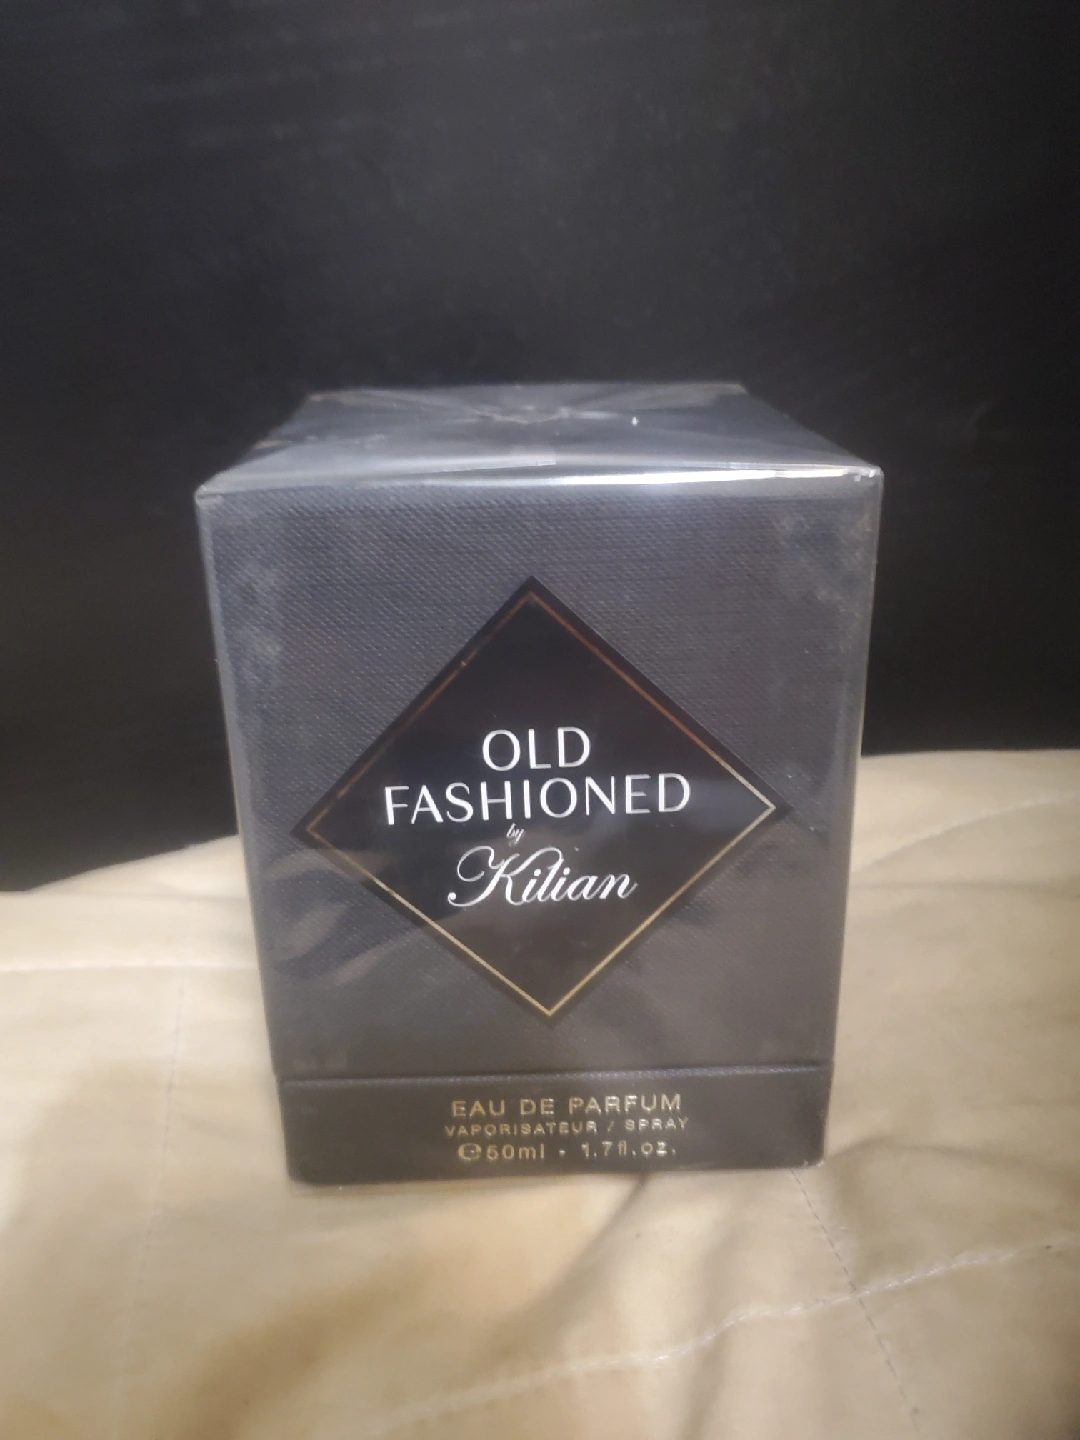 OLD
FASHIONED
by
Kilian
EAU DE PARFUM
VAPORISATEUR / SPRAY
℮50ml • 1.7fl.oz.